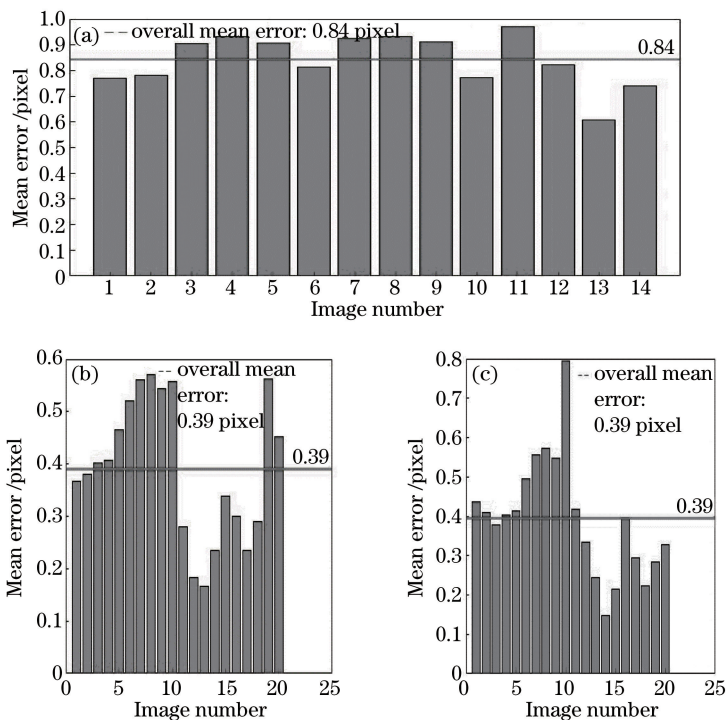 (a) -- overall mean error: 0.84 pixel
0.84
Mean error /pixel
1.0
0.9
0.8
0.7
0.6
0.5
0.4
0.3
0.2
0.1
0
1 2 3 4 5 6 7 8 9 10 11 12 13 14
Image number
(b) -- overall mean
error:
0.39 pixel
0.39
Mean error /pixel
0.6
0.5
0.4
0.3
0.2
0.1
0
0 5 10 15 20 25
Image number
(c) -- overall mean
error:
0.39 pixel
0.39
Mean error /pixel
0.8
0.7
0.6
0.5
0.4
0.3
0.2
0.1
0
0 5 10 15 20 25
Image number